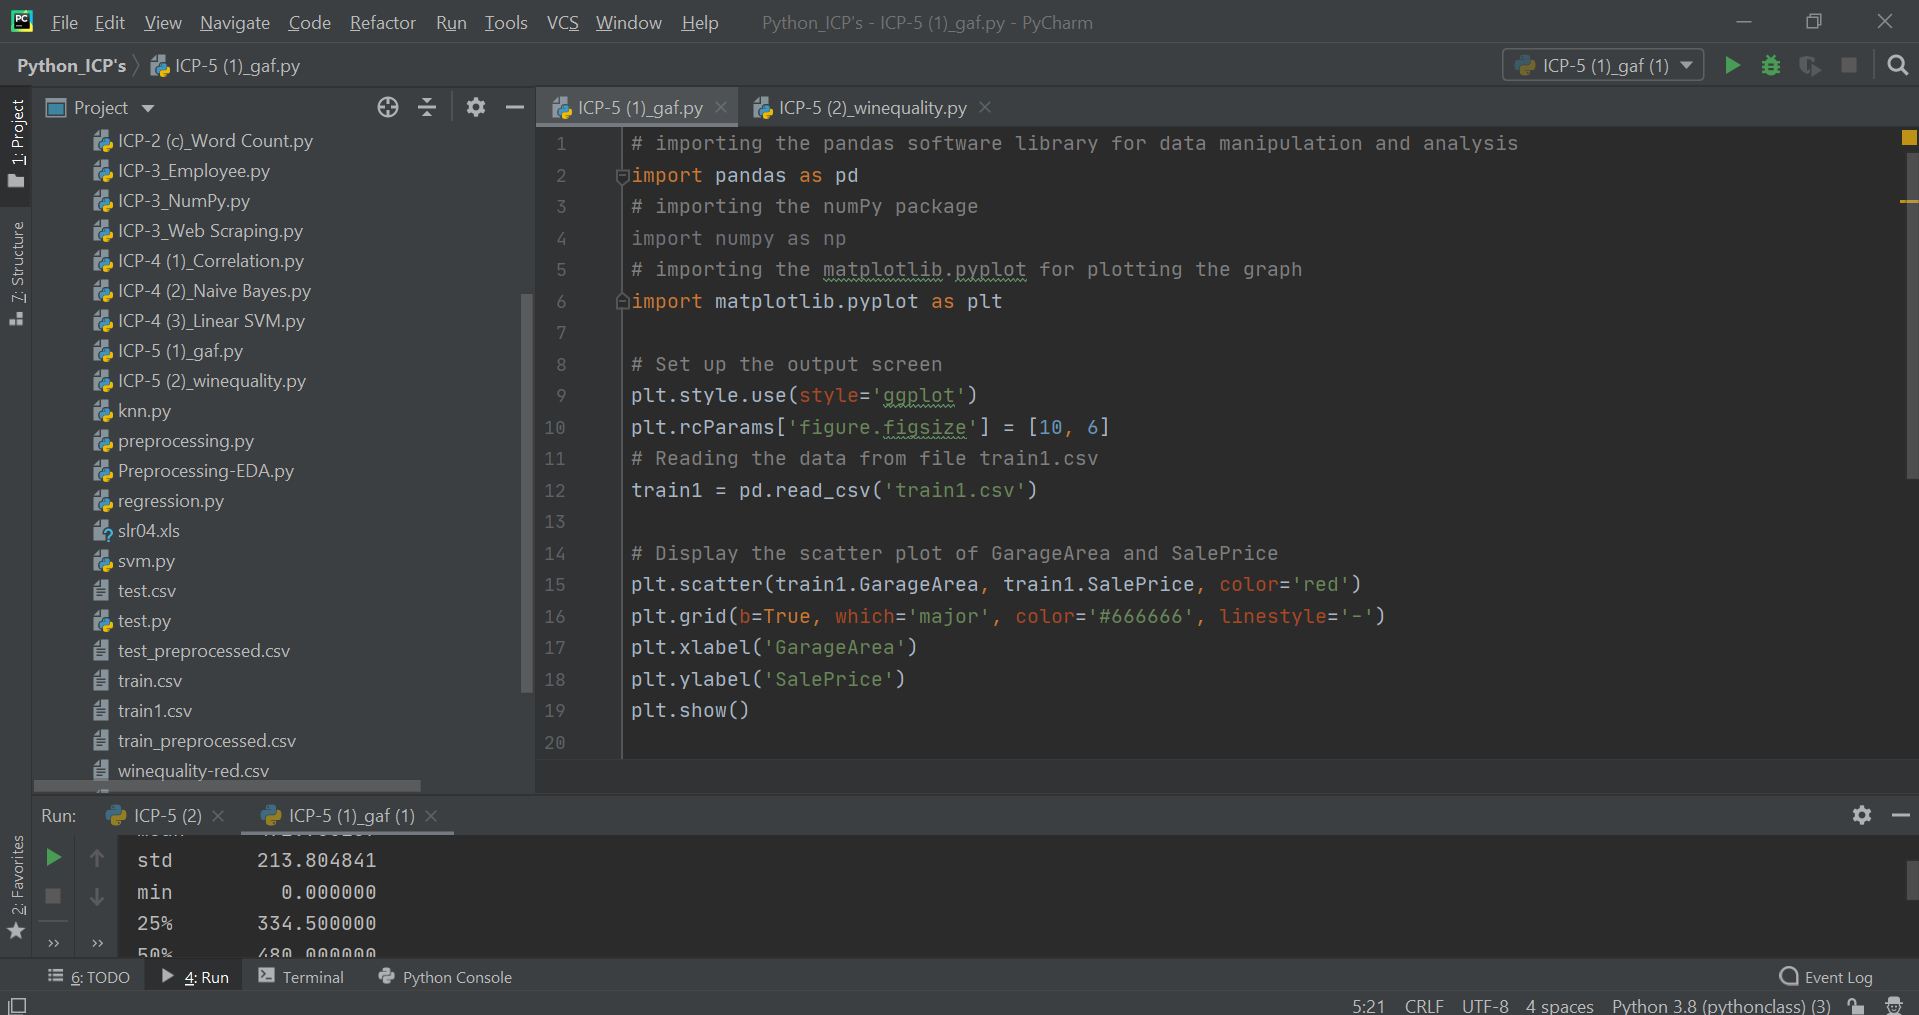 PC File Edit View Navigate Code Refactor Run Tools VCS Window Help Python_ICP's - ICP-5 (1)_gaf.py - PyCharm
Python_ICP's ICP-5 (1)_gaf.py ICP-5 (1)_gaf (1)
1: Project
7: Structure
2: Favorites
Project
ICP-2 (c)_Word Count.py
ICP-3_Employee.py
ICP-3_NumPy.py
ICP-3_Web Scraping.py
ICP-4 (1)_Correlation.py
ICP-4 (2)_Naive Bayes.py
ICP-4 (3)_Linear SVM.py
ICP-5 (1)_gaf.py
ICP-5 (2)_winequality.py
knn.py
preprocessing.py
Preprocessing-EDA.py
regression.py
slr04.xls
svm.py
test.csv
test.py
test_preprocessed.csv
train.csv
train1.csv
train_preprocessed.csv
winequality-red.csv
ICP-5 (1)_gaf.py ICP-5 (2)_winequality.py
1 # importing the pandas software library for data manipulation and analysis
2 import pandas as pd
3 # importing the numPy package
4 import numpy as np
5 # importing the matplotlib.pyplot for plotting the graph
6 import matplotlib.pyplot as plt
7
8 # Set up the output screen
9 plt.style.use(style='ggplot')
10 plt.rcParams['figure.figsize'] = [10, 6]
11 # Reading the data from file train1.csv
12 train1 = pd.read_csv('train1.csv')
13
14 # Display the scatter plot of GarageArea and SalePrice
15 plt.scatter(train1.GarageArea, train1.SalePrice, color='red')
16 plt.grid(b=True, which='major', color='#666666', linestyle='-')
17 plt.xlabel('GarageArea')
18 plt.ylabel('SalePrice')
19 plt.show()
20
Run: ICP-5 (2) ICP-5 (1)_gaf (1)
std 213.804841
min 0.000000
25% 334.500000
50% 480.000000
6: TODO 4: Run Terminal Python Console Event Log
5:21 CRLF UTF-8 4 spaces Python 3.8 (pythonclass) (3)